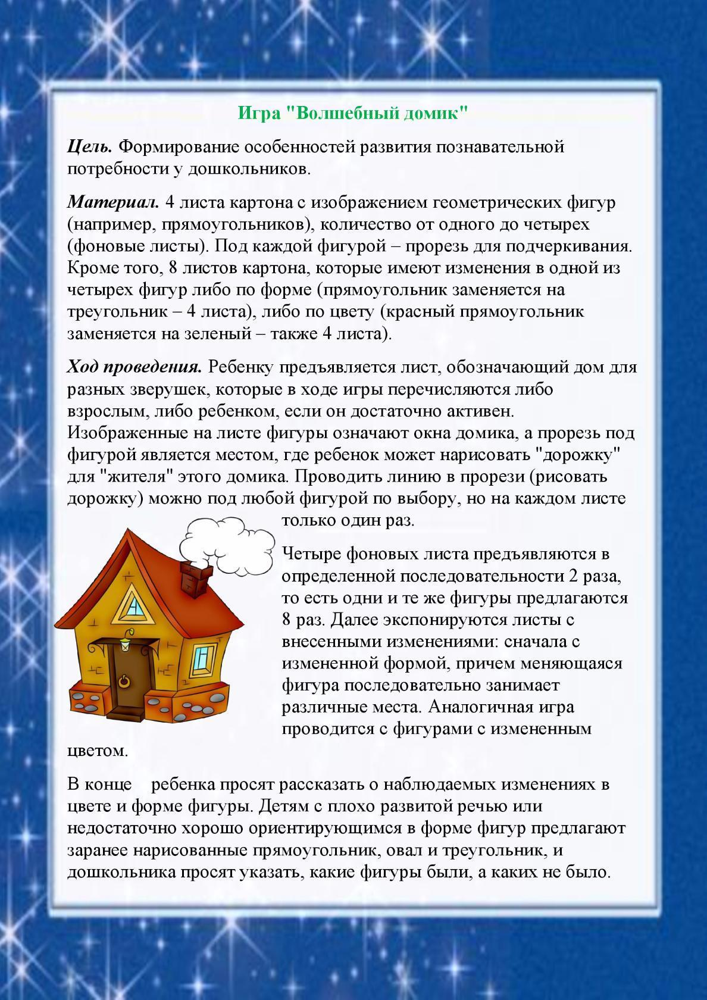 Игра "Волшебный домик"
Цель. Формирование особенностей развития познавательной
потребности у дошкольников.
Материал. 4 листа картона с изображением геометрических фигур
(например, прямоугольников), количество от одного до четырех
(фоновые листы). Под каждой фигурой – прорезь для подчеркивания.
Кроме того, 8 листов картона, которые имеют изменения в одной из
четырех фигур либо по форме (прямоугольник заменяется на
треугольник – 4 листа), либо по цвету (красный прямоугольник
заменяется на зеленый – также 4 листа).
Ход проведения. Ребенку предъявляется лист, обозначающий дом для
разных зверушек, которые в ходе игры перечисляются либо
взрослым, либо ребенком, если он достаточно активен.
Изображенные на листе фигуры означают окна домика, а прорезь под
фигурой является местом, где ребенок может нарисовать "дорожку"
для "жителя" этого домика. Проводить линию в прорези (рисовать
дорожку) можно под любой фигурой по выбору, но на каждом листе
только один раз.
Четыре фоновых листа предъявляются в
определенной последовательности 2 раза,
то есть одни и те же фигуры предлагаются
8 раз. Далее экспонируются листы с
внесенными изменениями: сначала с
измененной формой, причем меняющаяся
фигура последовательно занимает
различные места. Аналогичная игра
проводится с фигурами с измененным
цветом.
В конце    ребенка просят рассказать о наблюдаемых изменениях в
цвете и форме фигуры. Детям с плохо развитой речью или
недостаточно хорошо ориентирующимся в форме фигур предлагают
заранее нарисованные прямоугольник, овал и треугольник, и
дошкольника просят указать, какие фигуры были, а каких не было.